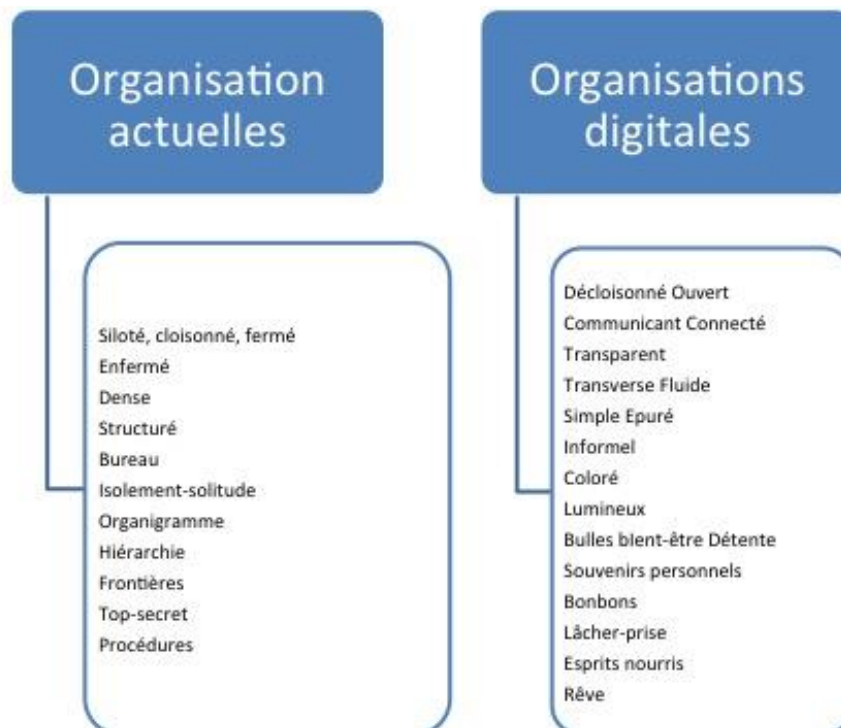 Organisation
actuelles
Siloté, cloisonné, fermé
Enfermé
Dense
Structuré
Bureau
Isolement-solitude
Organigramme
Hiérarchie
Frontières
Top-secret
Procédures
Organisations
digitales
Décloisonné Ouvert
Communicant Connecté
Transparent
Transverse Fluide
Simple Epuré
Informel
Coloré
Lumineux
Bulles bIent-être Détente
Souvenirs personnels
Bonbons
Lâcher-prise
Esprits nourris
Rêve